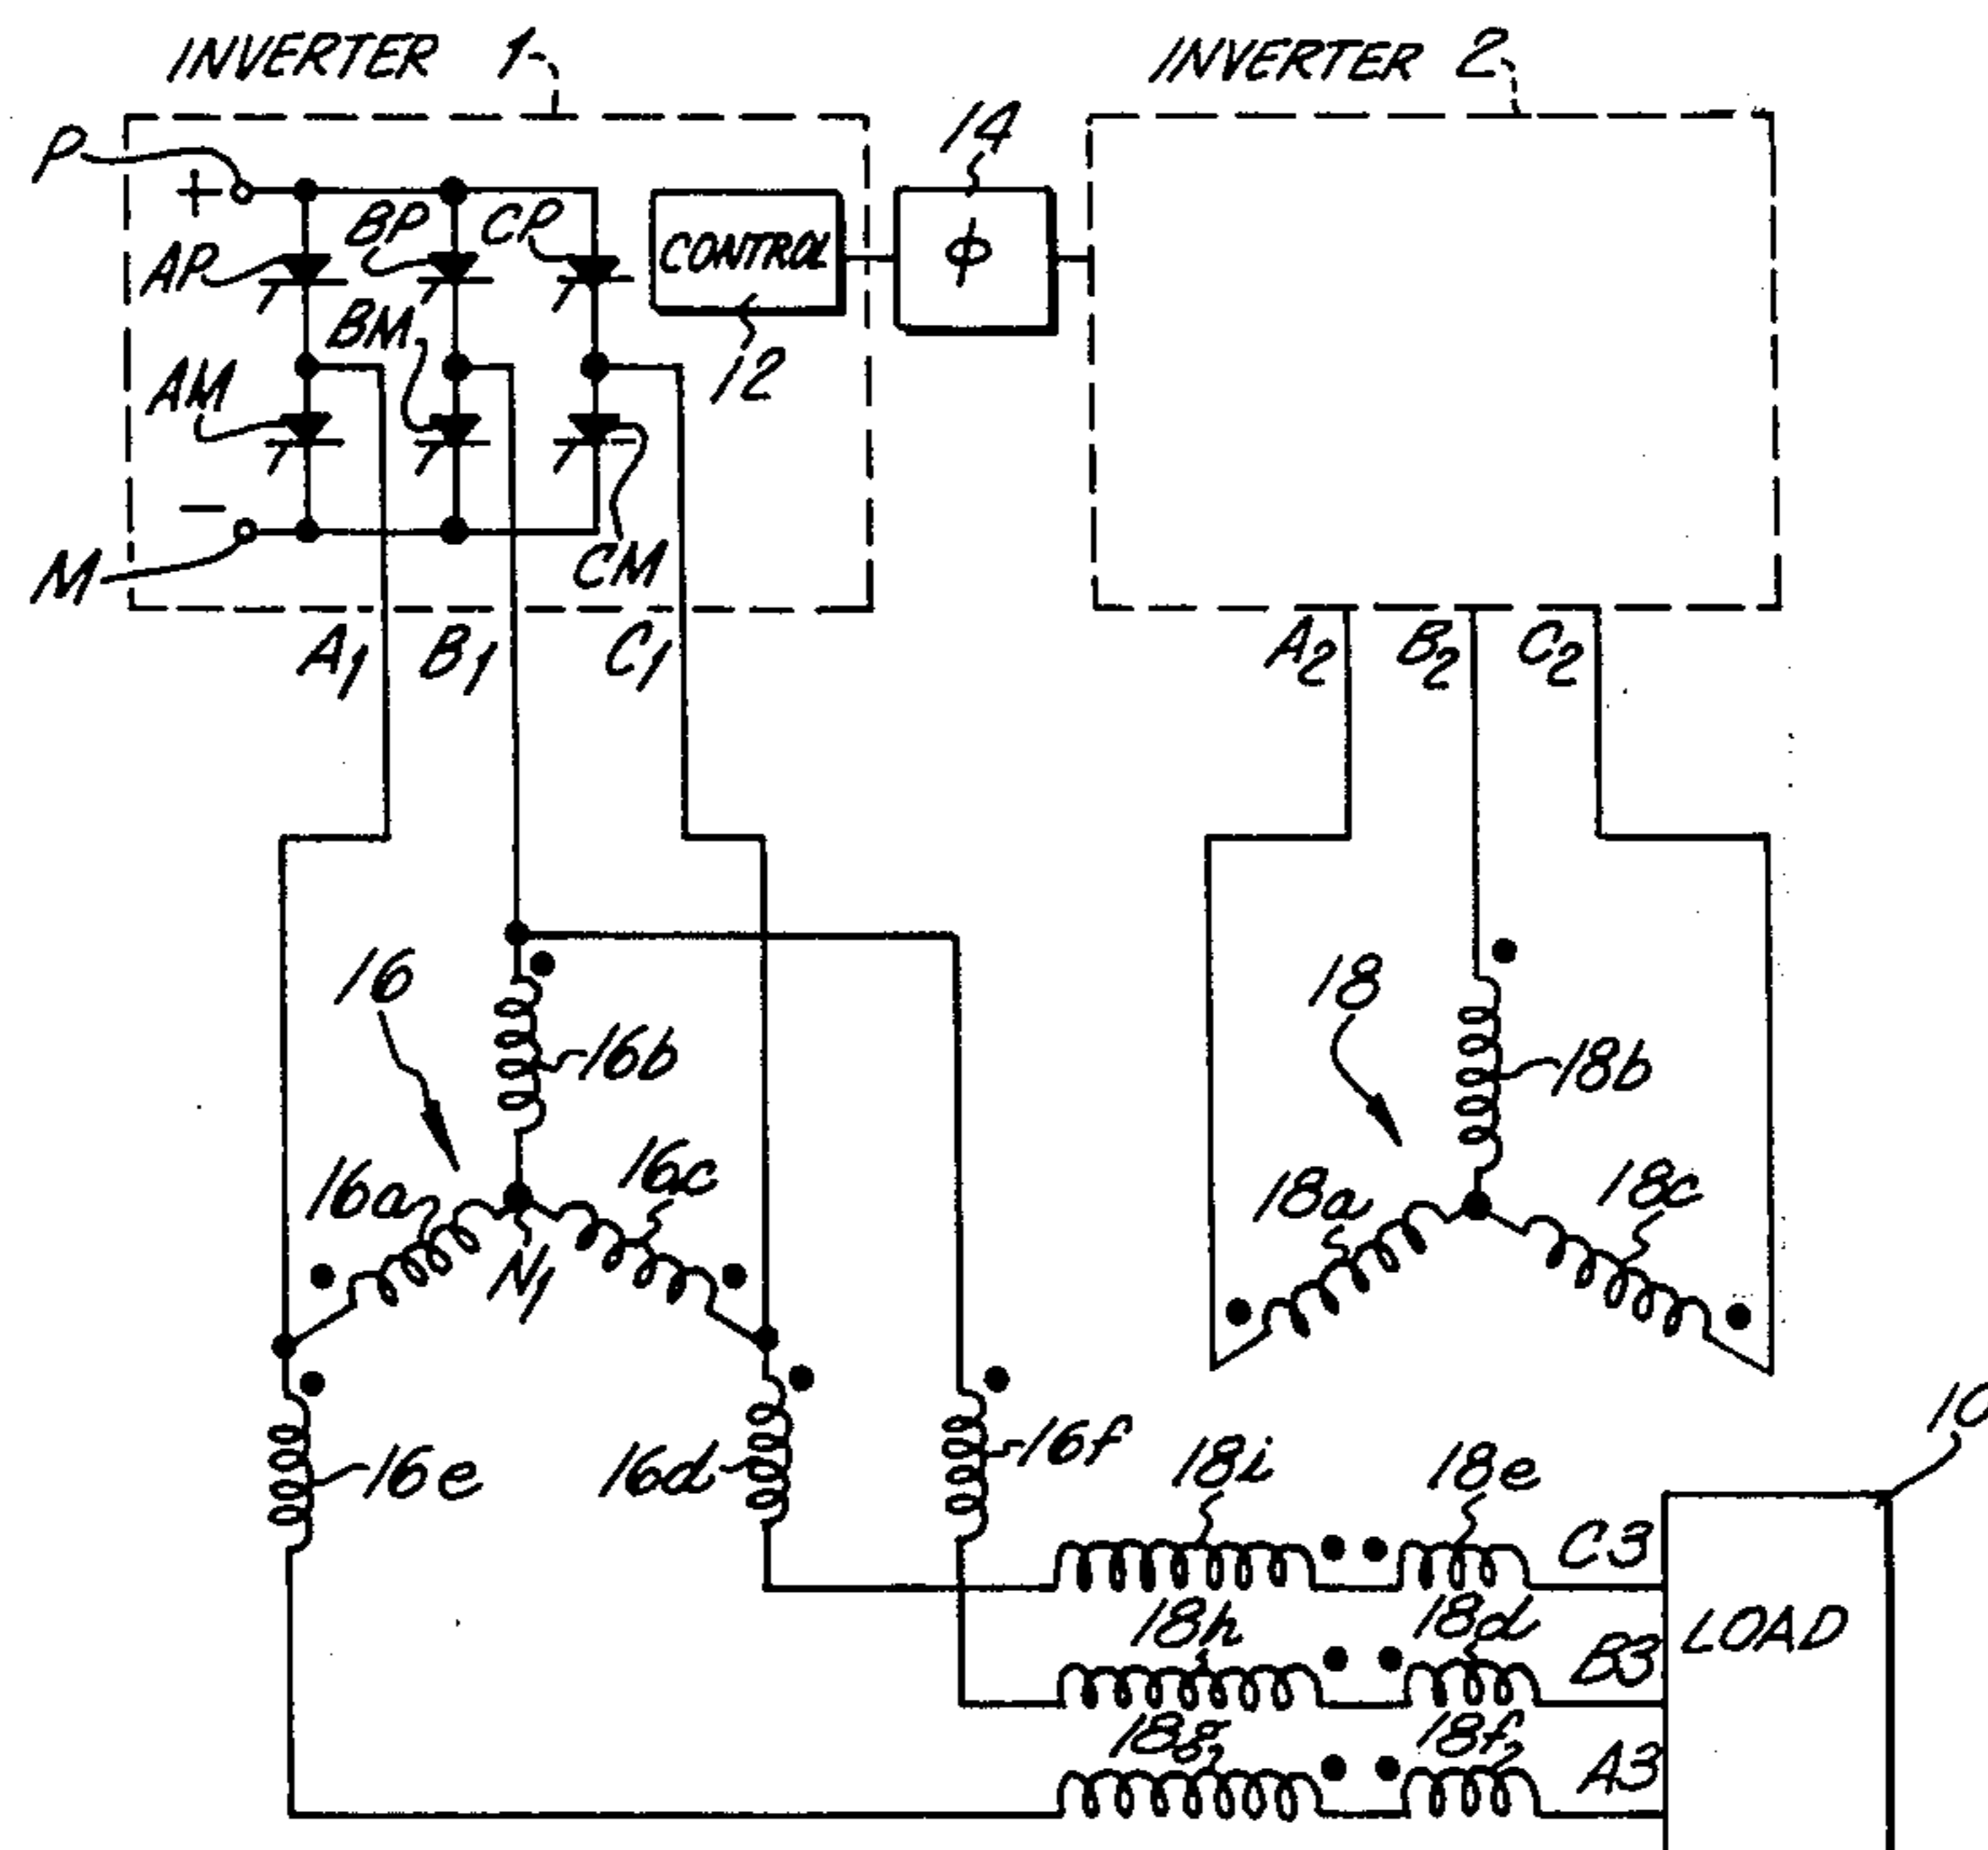 INVERTER 1
INVERTER 2
P
+
BP
CP
14
AP
CONTROL
φ
BM
AM
12
−
M
CM
A1
B1
C1
A2
B2
C2
16
16b
18
18b
16a
16c
18a
18c
N1
10
16e
16d
16f
18i
18e
C3
18h
18d
B3
LOAD
18g
18f
A3